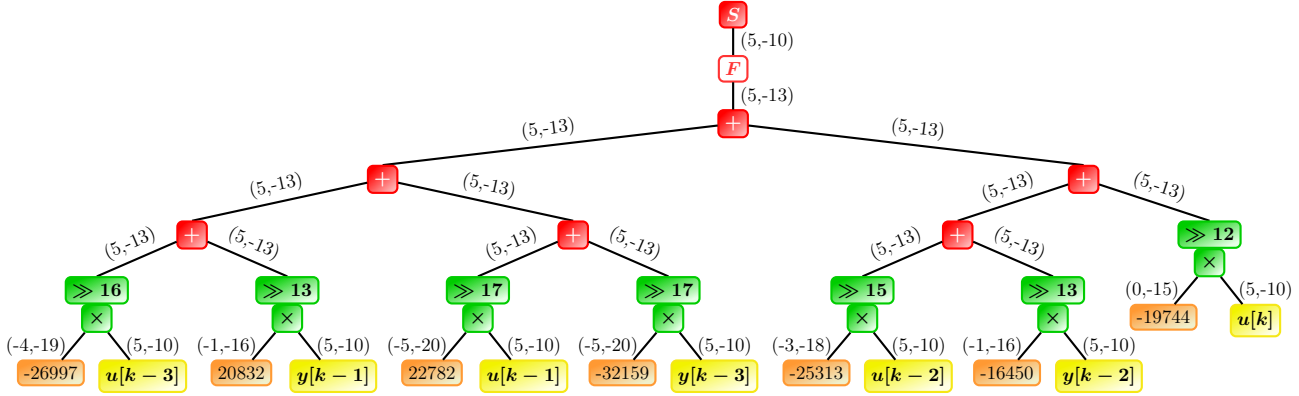 S
(5,-10)
F
(5,-13)
+
(5,-13) (5,-13)
+ +
(5,-13) (5,-13) (5,-13) (5,-13)
+ + + ≫ 12
(5,-13) (5,-13) (5,-13) (5,-13) (5,-13) (5,-13) ×
≫ 16 ≫ 13 ≫ 17 ≫ 17 ≫ 15 ≫ 13 (0,-15) (5,-10)
× × × × × × -19744 u[k]
(-4,-19) (5,-10) (-1,-16) (5,-10) (-5,-20) (5,-10) (-5,-20) (5,-10) (-3,-18) (5,-10) (-1,-16) (5,-10)
-26997 u[k − 3] 20832 y[k − 1] 22782 u[k − 1] -32159 y[k − 3] -25313 u[k − 2] -16450 y[k − 2]